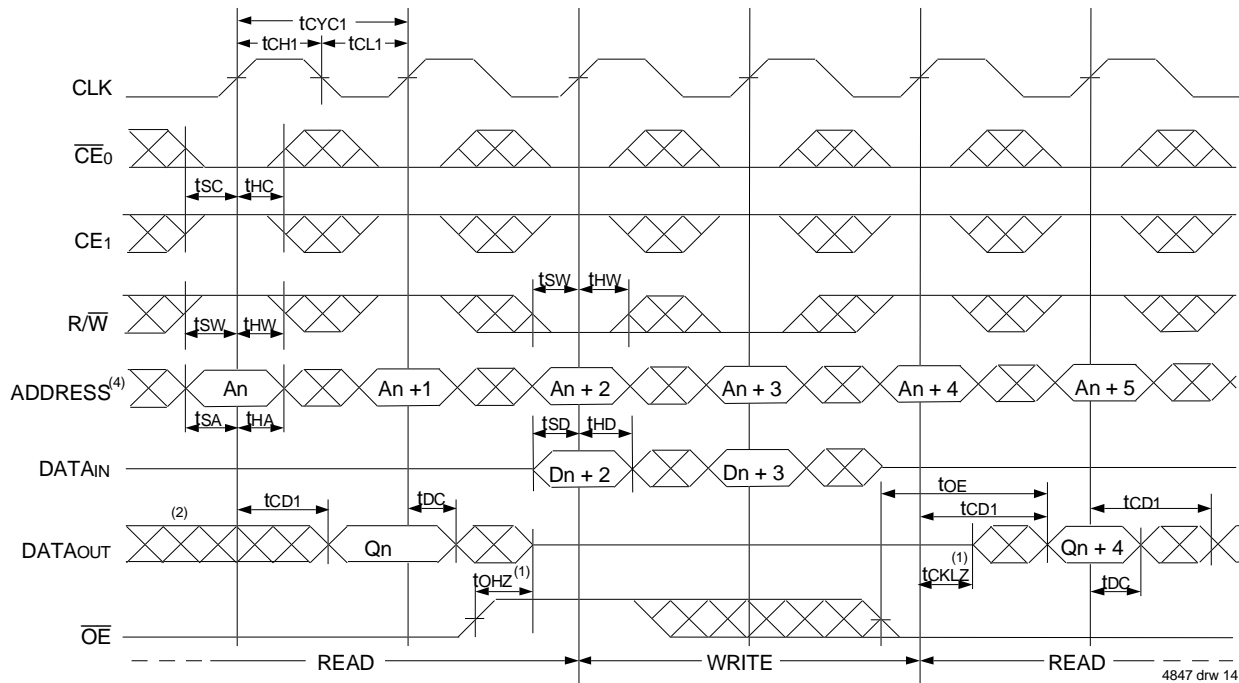 tCYC1
tCH1 tCL1
CLK
CE0
tSC tHC
CE1
tSW tHW
R/W
tSW tHW
ADDRESS(4) An An + 1 An + 2 An + 3 An + 4 An + 5
tSA tHA
tSD tHD
DATAIN Dn + 2 Dn + 3
tOE
tCD1 tDC tCD1 tCD1
(2)
DATAOUT Qn Qn + 4
tOHZ(1) tCKLZ(1) tDC
OE
READ WRITE READ
4847 drw 14